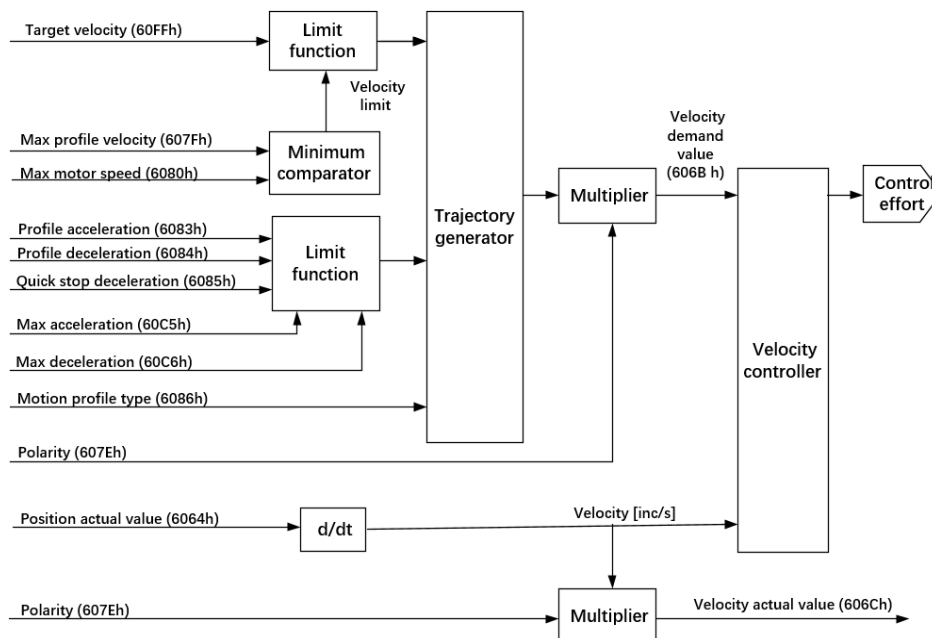 Target velocity (60FFh)
Limit
function
Velocity
limit
Max profile velocity (607Fh)
Max motor speed (6080h)
Minimum
comparator
Profile acceleration (6083h)
Profile deceleration (6084h)
Quick stop deceleration (6085h)
Limit
function
Max acceleration (60C5h)
Max deceleration (60C6h)
Motion profile type (6086h)
Polarity (607Eh)
Trajectory
generator
Multiplier
Velocity
demand
value
(606B h)
Velocity
controller
Control
effort
Position actual value (6064h)
d/dt
Velocity [inc/s]
Polarity (607Eh)
Multiplier
Velocity actual value (606Ch)